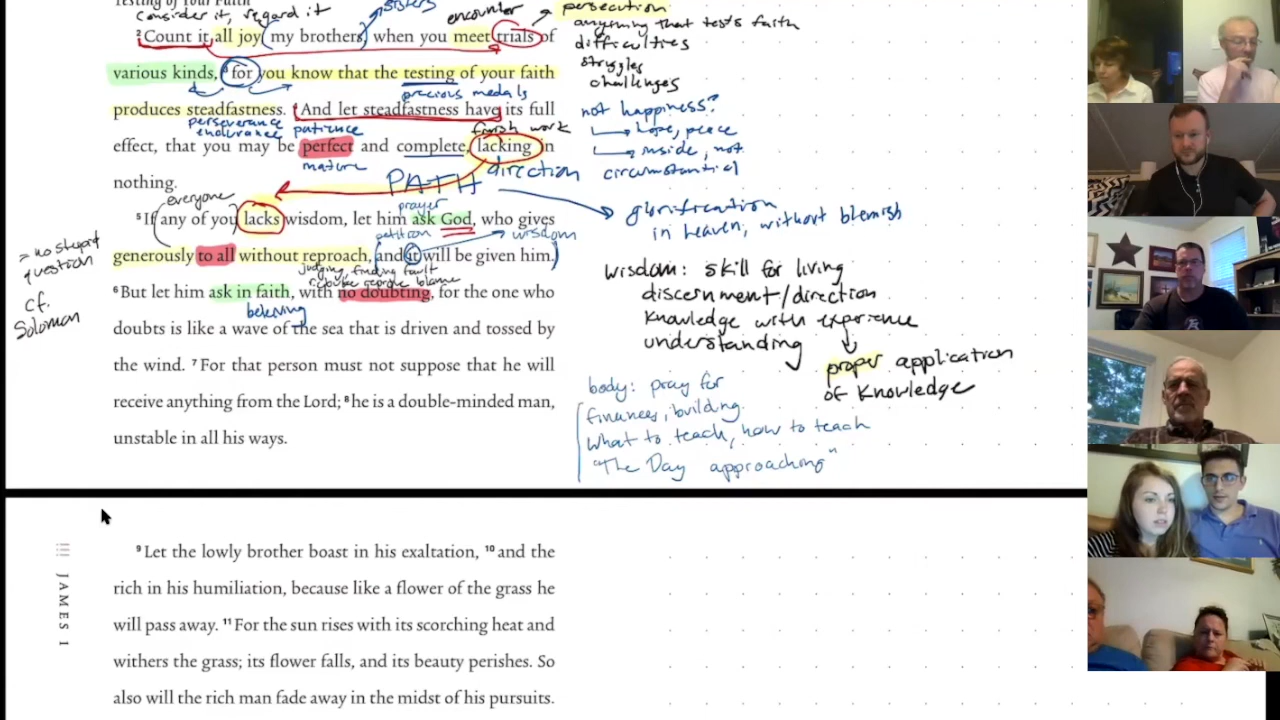 Testing of Your Faith
consider it, regard it
sisters
encounter
persecution
² Count it all joy, my brothers, when you meet trials of
anything that tests faith
difficulties
struggles
challenges
various kinds, ³ for you know that the testing of your faith
precious medals
produces steadfastness. ⁴ And let steadfastness have its full
perseverance
endurance patience
finish work
not happiness?
hope, peace
inside, not
circumstantial
effect, that you may be perfect and complete, lacking in
mature
direction
nothing.
PATH
glorification
in heaven, without blemish
everyone
prayer
⁵ If any of you lacks wisdom, let him ask God, who gives
petition
wisdom
= no stupid
question
cf.
Solomon
generously to all without reproach, and it will be given him.
judging, finding fault
blame
⁶ But let him ask in faith, with no doubting, for the one who
believing
doubts is like a wave of the sea that is driven and tossed by
the wind. ⁷ For that person must not suppose that he will
receive anything from the Lord; ⁸ he is a double-minded man,
unstable in all his ways.
wisdom: skill for living
discernment/direction
knowledge with experience
understanding
proper application
of knowledge
body: pray for
finances, building
what to teach, how to teach
"The Day approaching"
JAMES 1
⁹ Let the lowly brother boast in his exaltation, ¹⁰ and the
rich in his humiliation, because like a flower of the grass he
will pass away. ¹¹ For the sun rises with its scorching heat and
withers the grass; its flower falls, and its beauty perishes. So
also will the rich man fade away in the midst of his pursuits.